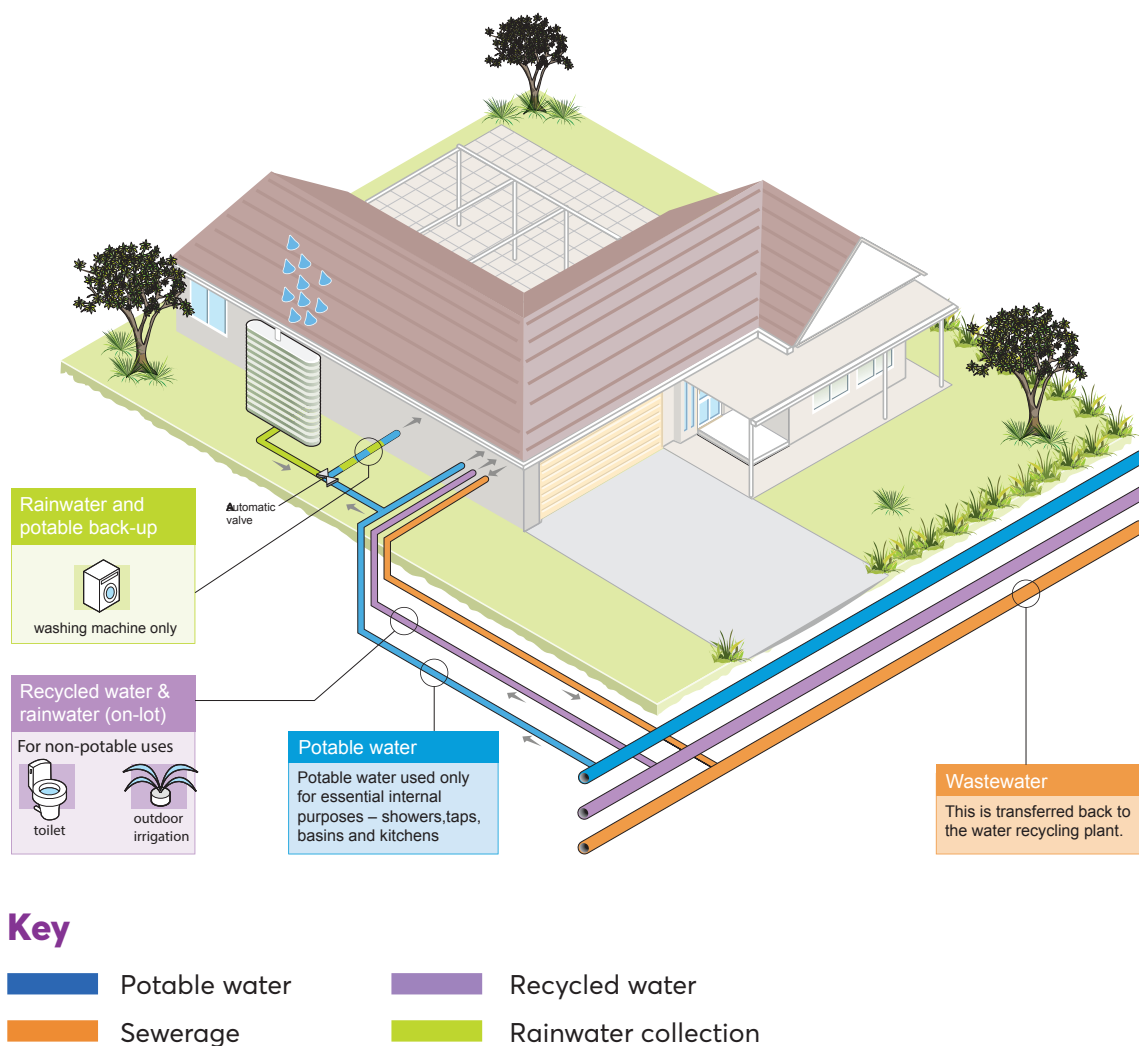 Automatic
valve
Rainwater and
potable back-up
washing machine only
Recycled water &
rainwater (on-lot)
For non-potable uses
toilet
outdoor
irrigation
Potable water
Potable water used only
for essential internal
purposes – showers,taps,
basins and kitchens
Wastewater
This is transferred back to
the water recycling plant.
Key
Potable water
Recycled water
Sewerage
Rainwater collection